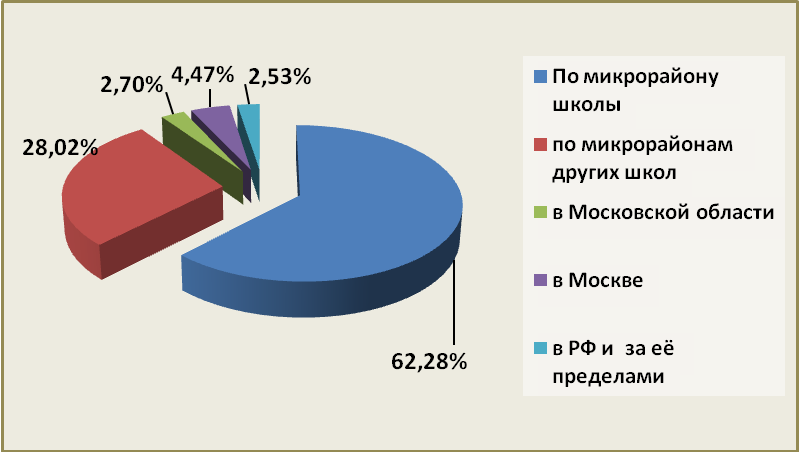 2,70%
4,47%
2,53%
28,02%
62,28%
По микрорайону
школы
по микрорайонам
других школ
в Московской области
в Москве
в РФ и за её
пределами